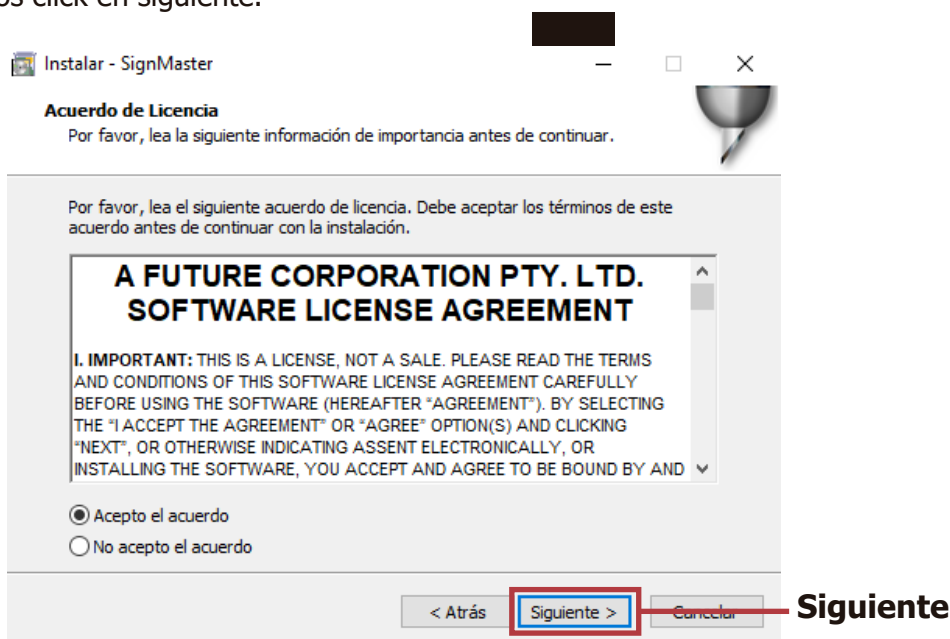 os click en siguiente.
Instalar - SignMaster
Acuerdo de Licencia
Por favor, lea la siguiente información de importancia antes de continuar.
Por favor, lea el siguiente acuerdo de licencia. Debe aceptar los términos de este
acuerdo antes de continuar con la instalación.
A FUTURE CORPORATION PTY. LTD.
SOFTWARE LICENSE AGREEMENT
I. IMPORTANT: THIS IS A LICENSE, NOT A SALE. PLEASE READ THE TERMS
AND CONDITIONS OF THIS SOFTWARE LICENSE AGREEMENT CAREFULLY
BEFORE USING THE SOFTWARE (HEREAFTER “AGREEMENT”). BY SELECTING
THE “I ACCEPT THE AGREEMENT” OR “AGREE” OPTION(S) AND CLICKING
“NEXT”, OR OTHERWISE INDICATING ASSENT ELECTRONICALLY, OR
INSTALLING THE SOFTWARE, YOU ACCEPT AND AGREE TO BE BOUND BY AND
Acepto el acuerdo
No acepto el acuerdo
< Atrás Siguiente > Cancelar Siguiente